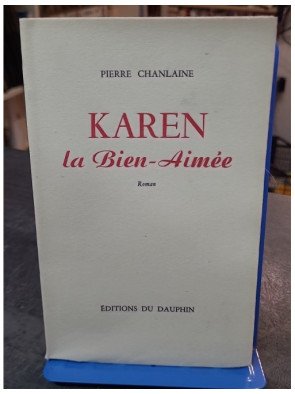 PIERRE CHANLAINE
KAREN
la Bien-Aimée
Roman
EDITIONS DU DAUPHIN